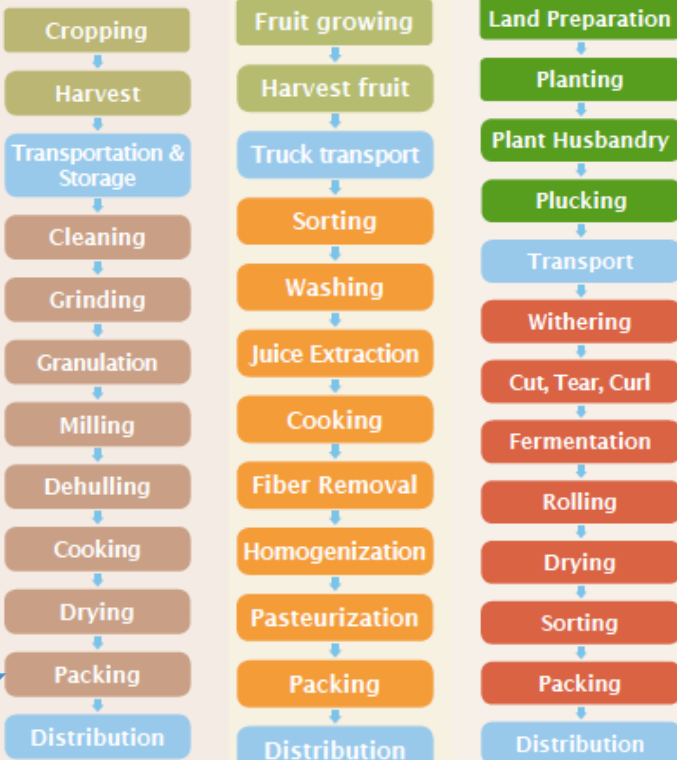 Cropping
Harvest
Transportation &
Storage
Cleaning
Grinding
Granulation
Milling
Dehulling
Cooking
Drying
Packing
Distribution
Fruit growing
Harvest fruit
Truck transport
Sorting
Washing
Juice Extraction
Cooking
Fiber Removal
Homogenization
Pasteurization
Packing
Distribution
Land Preparation
Planting
Plant Husbandry
Plucking
Transport
Withering
Cut, Tear, Curl
Fermentation
Rolling
Drying
Sorting
Packing
Distribution